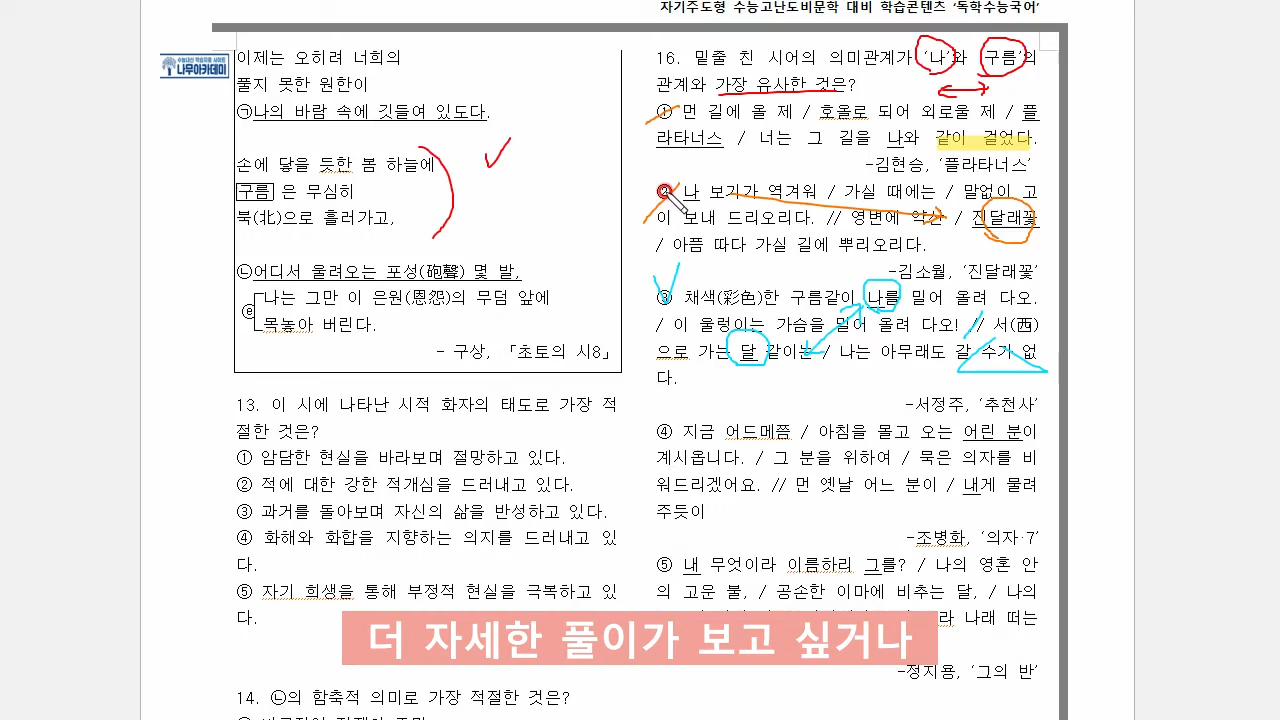 자기주도형 수능고난도비문학 대비 학습콘텐츠 '독학수능국어'
수능내신 학습자료 사이트
나무아카데미
이제는 오히려 너희의
풀지 못한 원한이
㉠나의 바람 속에 깃들여 있도다.
손에 닿을 듯한 봄 하늘에
구름 은 무심히
북(北)으로 흘러가고,
㉡어디서 울려오는 포성(砲聲) 몇 발,
ⓔ 나는 그만 이 은원(恩怨)의 무덤 앞에
목놓아 버린다.
- 구상, 「초토의 시8」
13. 이 시에 나타난 시적 화자의 태도로 가장 적
절한 것은?
① 암담한 현실을 바라보며 절망하고 있다.
② 적에 대한 강한 적개심을 드러내고 있다.
③ 과거를 돌아보며 자신의 삶을 반성하고 있다.
④ 화해와 화합을 지향하는 의지를 드러내고 있
다.
⑤ 자기 희생을 통해 부정적 현실을 극복하고 있
다.
14. ㉡의 함축적 의미로 가장 적절한 것은?
16. 밑줄 친 시어의 의미관계가 '나'와 '구름'의
관계와 가장 유사한 것은?
① 먼 길에 올 제 / 호올로 되어 외로울 제 / 플
라타너스 / 너는 그 길을 나와 같이 걸었다.
-김현승, '플라타너스'
② 나 보기가 역겨워 / 가실 때에는 / 말없이 고
이 보내 드리오리다. // 영변에 약산 / 진달래꽃
/ 아픔 따다 가실 길에 뿌리오리다.
-김소월, '진달래꽃'
③ 채색(彩色)한 구름같이 나를 밀어 올려 다오.
/ 이 울렁이는 가슴을 밀어 올려 다오! // 서(西)
으로 가는 달 같이는 / 나는 아무래도 갈 수가 없
다.
-서정주, '추천사'
④ 지금 어드메쯤 / 아침을 몰고 오는 어린 분이
계시옵니다. / 그 분을 위하여 / 묵은 의자를 비
워드리겠어요. // 먼 옛날 어느 분이 / 내게 물려
주듯이
-조병화, '의자 7'
⑤ 내 무엇이라 이름하리 그를? / 나의 영혼 안
의 고운 불, / 공손한 이마에 비추는 달, / 나의
라 나래 떠는
-정지용, '그의 반'
더 자세한 풀이가 보고 싶거나